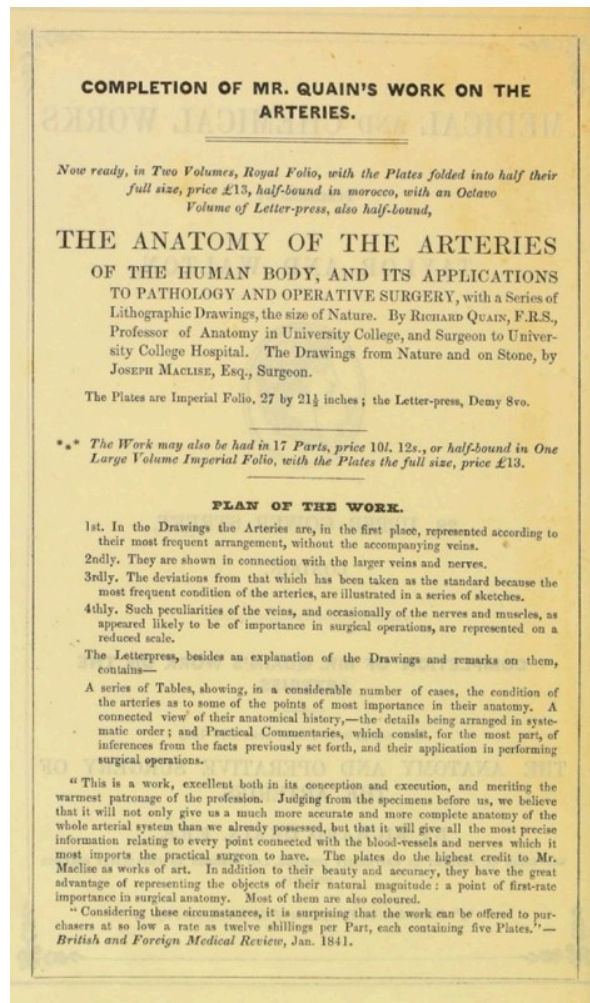 COMPLETION OF MR. QUAIN'S WORK ON THE
ARTERIES.
Now ready, in Two Volumes, Royal Folio, with the Plates folded into half their
full size, price £13, half-bound in morocco, with an Octavo
Volume of Letter-press, also half-bound,
THE ANATOMY OF THE ARTERIES
OF THE HUMAN BODY, AND ITS APPLICATIONS
TO PATHOLOGY AND OPERATIVE SURGERY, with a Series of
Lithographic Drawings, the size of Nature. By RICHARD QUAIN, F.R.S.,
Professor of Anatomy in University College, and Surgeon to Univer-
sity College Hospital. The Drawings from Nature and on Stone, by
JOSEPH MACLISE, Esq., Surgeon.
The Plates are Imperial Folio, 27 by 21½ inches; the Letter-press, Demy 8vo.
*⁎* The Work may also be had in 17 Parts, price 10l. 12s., or half-bound in One
Large Volume Imperial Folio, with the Plates the full size, price £13.
PLAN OF THE WORK.
1st. In the Drawings the Arteries are, in the first place, represented according to
their most frequent arrangement, without the accompanying veins.
2ndly. They are shown in connection with the larger veins and nerves.
3rdly. The deviations from that which has been taken as the standard because the
most frequent condition of the arteries, are illustrated in a series of sketches.
4thly. Such peculiarities of the veins, and occasionally of the nerves and muscles, as
appeared likely to be of importance in surgical operations, are represented on a
reduced scale.
The Letterpress, besides an explanation of the Drawings and remarks on them,
contains—
A series of Tables, showing, in a considerable number of cases, the condition of
the arteries as to some of the points of most importance in their anatomy. A
connected view of their anatomical history,—the details being arranged in syste-
matic order; and Practical Commentaries, which consist, for the most part, of
inferences from the facts previously set forth, and their application in performing
surgical operations.
"This is a work, excellent both in its conception and execution, and meriting the
warmest patronage of the profession. Judging from the specimens before us, we believe
that it will not only give us a much more accurate and more complete anatomy of the
whole arterial system than we already possessed, but that it will give all the most precise
information relating to every point connected with the blood-vessels and nerves which it
most imports the practical surgeon to have. The plates do the highest credit to Mr.
Maclise as works of art. In addition to their beauty and accuracy, they have the great
advantage of representing the objects of their natural magnitude: a point of first-rate
importance in surgical anatomy. Most of them are also coloured.
"Considering these circumstances, it is surprising that the work can be offered to pur-
chasers at so low a rate as twelve shillings per Part, each containing five Plates."—
British and Foreign Medical Review, Jan. 1841.